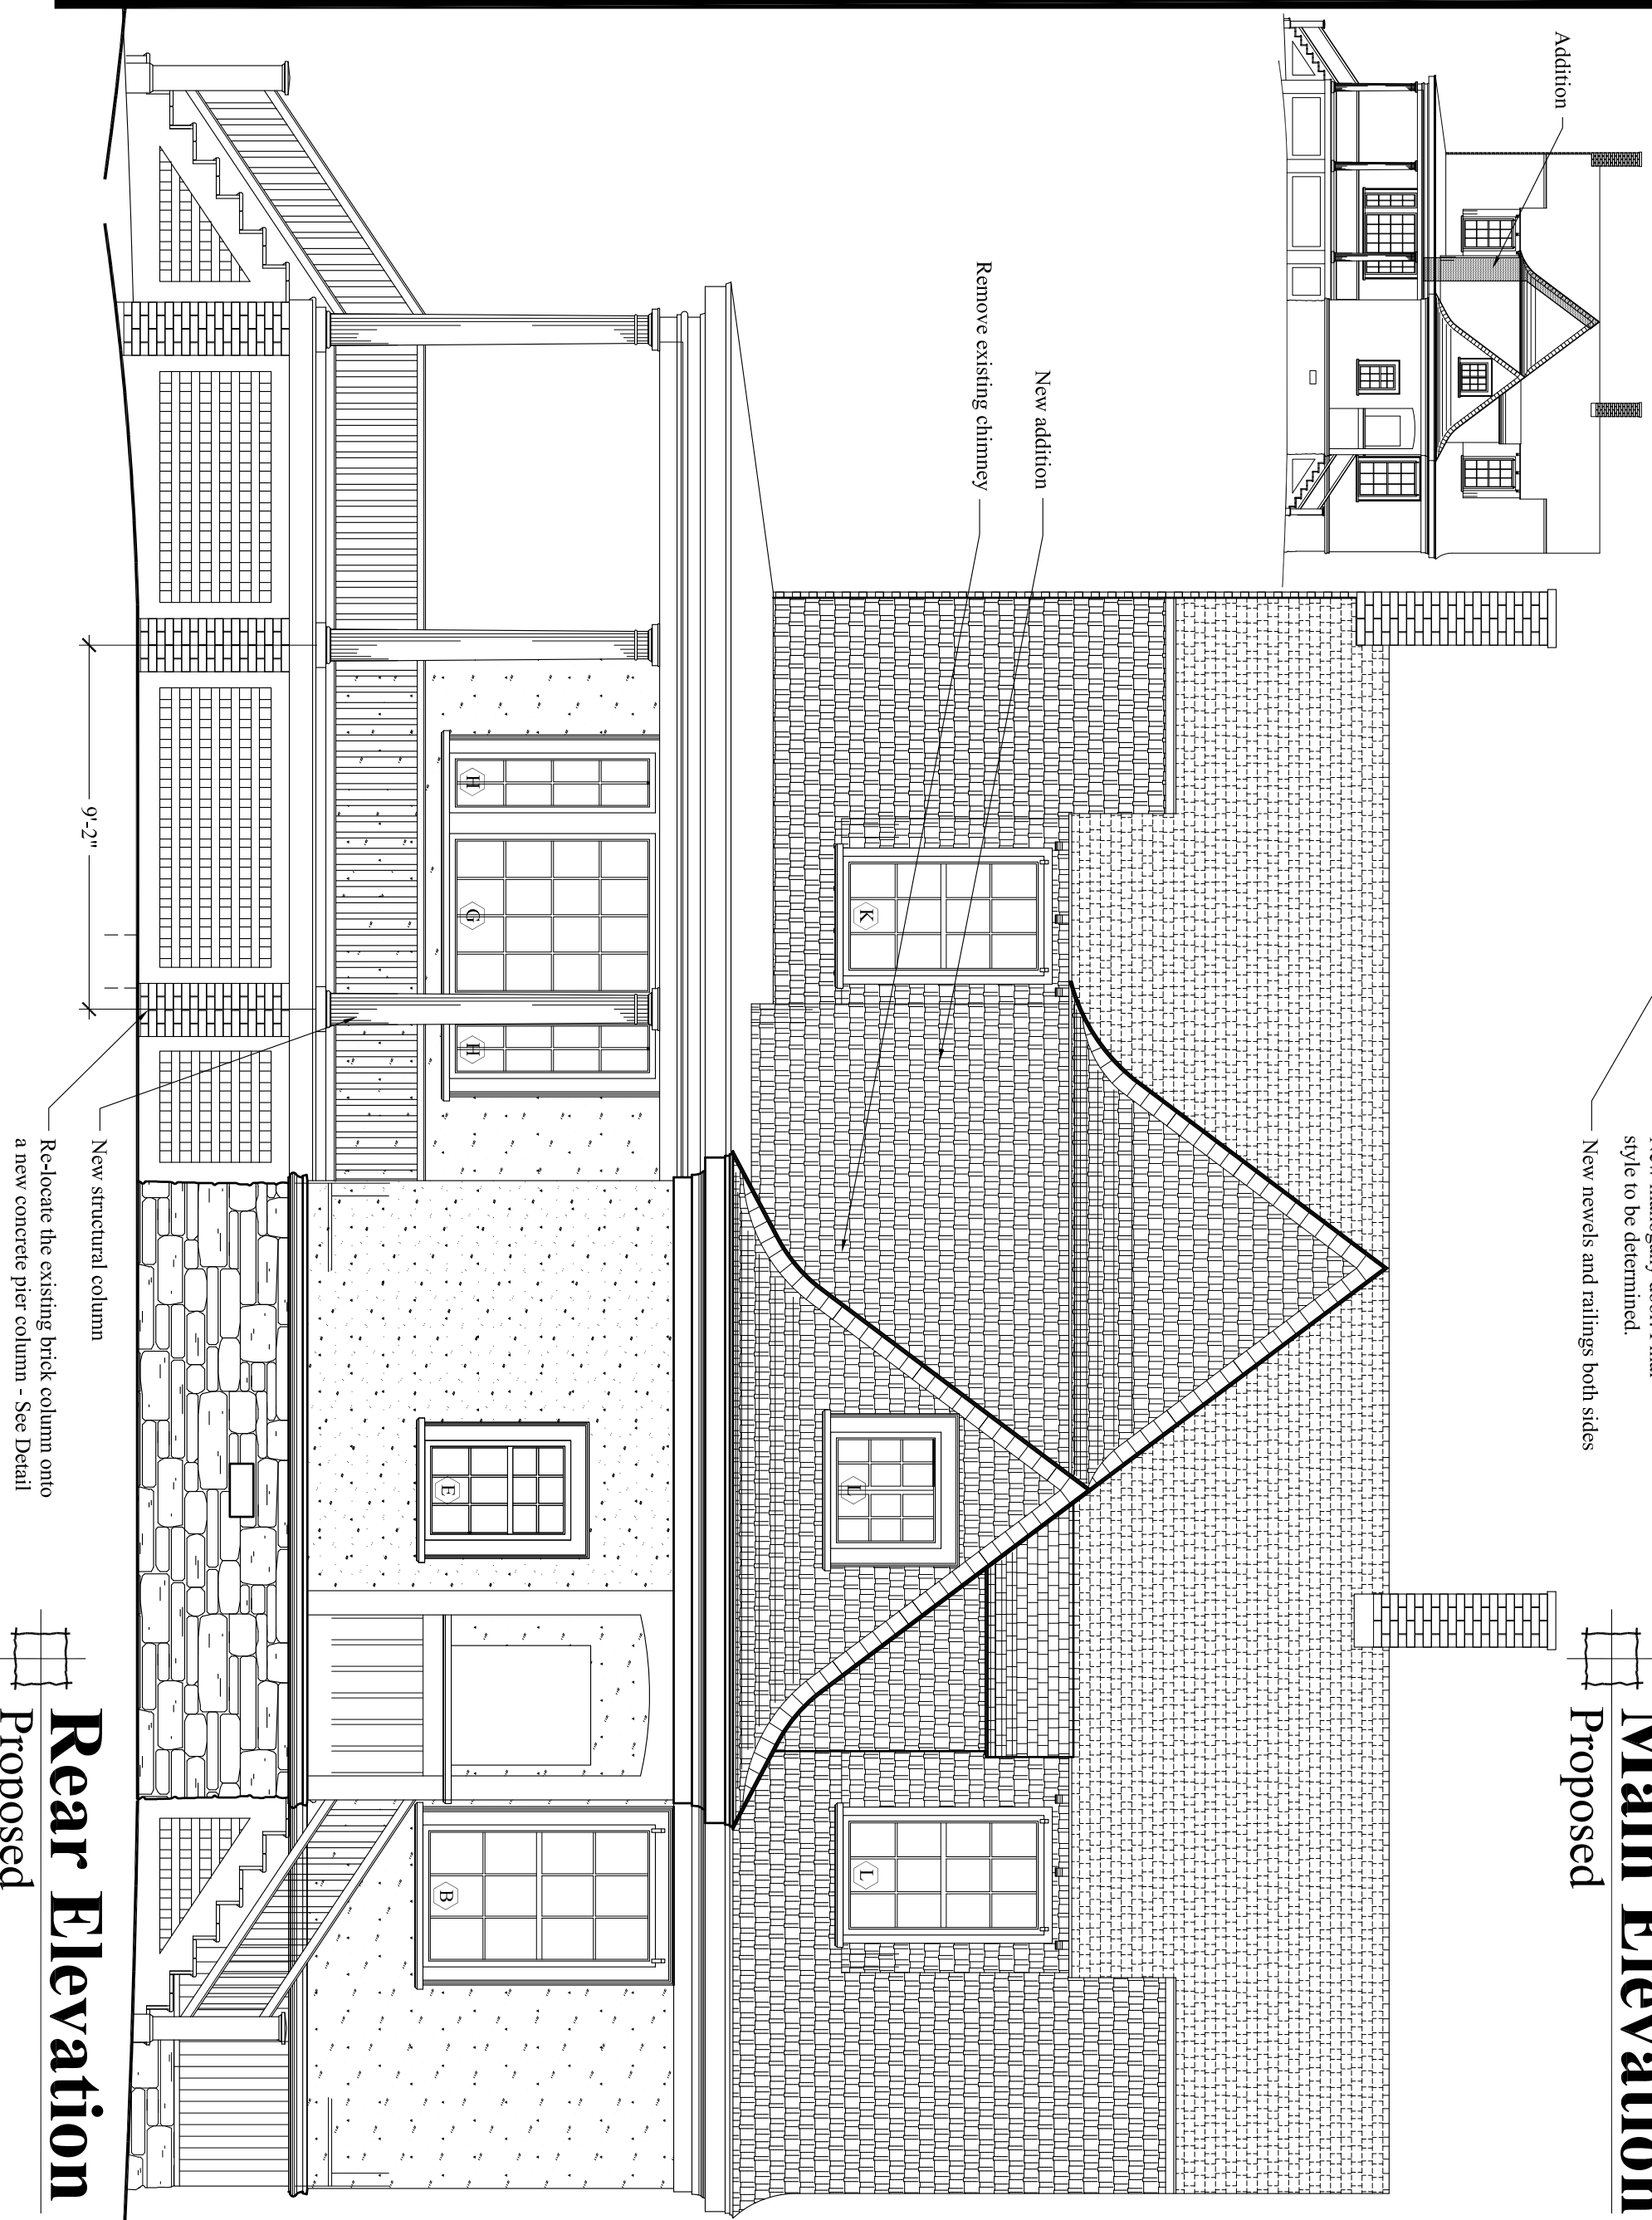 Addition
style to be determined.
New newels and railings both sides
Main Elevation
Proposed
New addition
Remove existing chimney
K
L
L
H
G
H
E
B
9'-2"
New structural column
Re-locate the existing brick column onto
a new concrete pier column - See Detail
Rear Elevation
Proposed